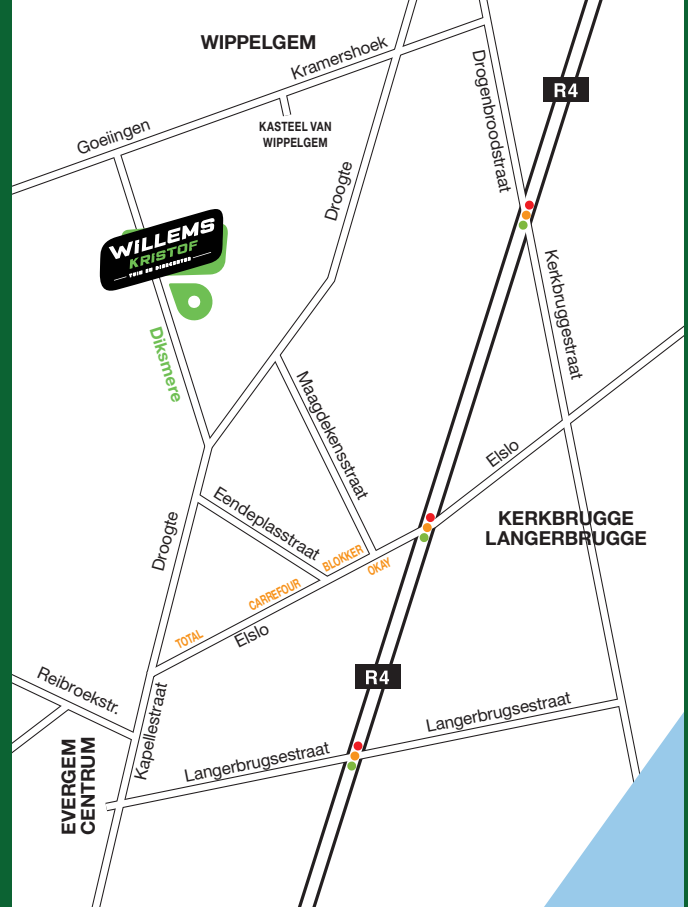 WIPPELGEM
Kramershoek
Drogenbroodstraat
R4
Goeiingen
KASTEEL VAN
WIPPELGEM
Droogte
WILLEMS
KRISTOF
TUIN EN DIERCENTER
Diksmere
Kerkbruggestraat
Maagdekensstraat
Elslo
Eendeplasstraat
Droogte
KERKBRUGGE
LANGERBRUGGE
BLOKKER
OKAY
CARREFOUR
TOTAL
Elslo
Reibroekstr.
R4
Kapellestraat
Langerbrugsestraat
Langerbrugsestraat
EVERGEM
CENTRUM